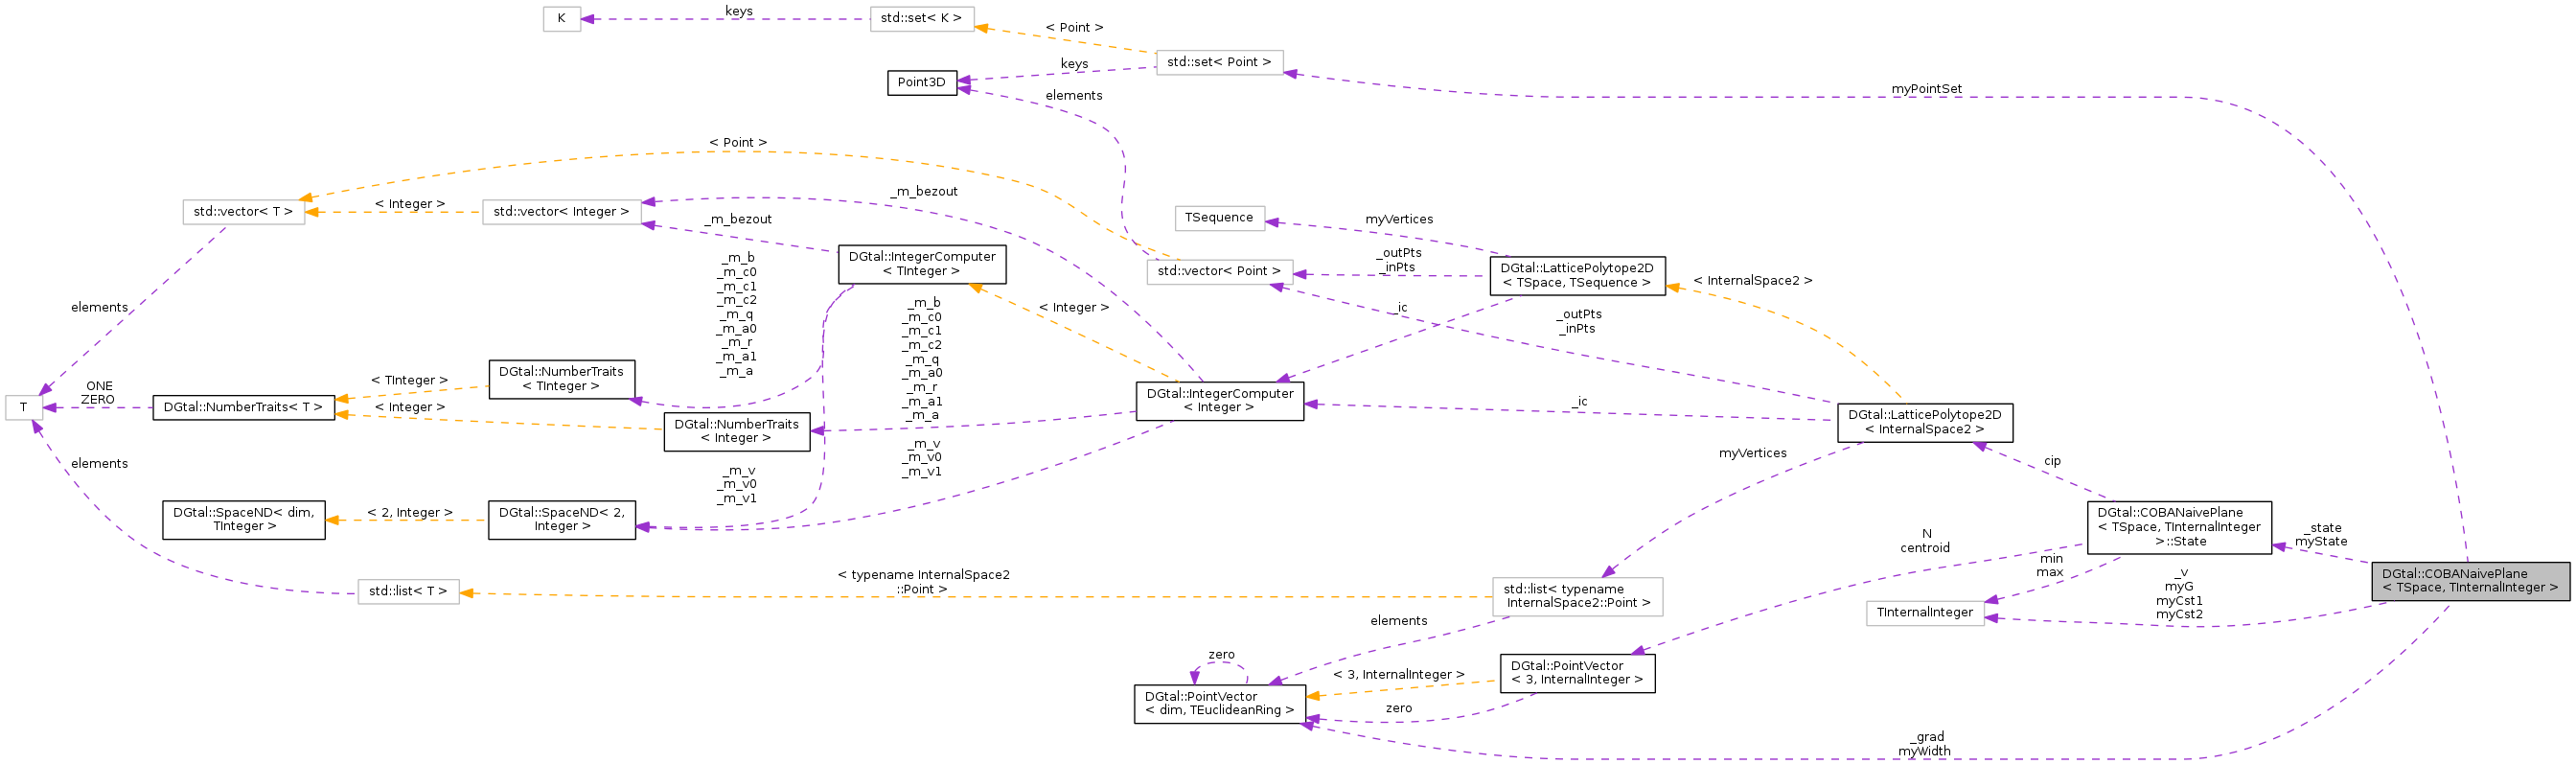 K
keys
std::set< K >
< Point >
std::set< Point >
keys
Point3D
elements
myPointSet
< Point >
std::vector< T >
< Integer >
std::vector< Integer >
_m_bezout
_m_bezout
TSequence
myVertices
_outPts
_inPts
std::vector< Point >
DGtal::LatticePolytope2D
< TSpace, TSequence >
< InternalSpace2 >
DGtal::IntegerComputer
< TInteger >
_m_b
_m_c0
_m_c1
_m_c2
_m_q
_m_a0
_m_r
_m_a1
_m_a
_m_b
_m_c0
_m_c1
_m_c2
_m_q
_m_a0
_m_r
_m_a1
_m_a
< Integer >
_ic
_outPts
_inPts
elements
T
ONE
ZERO
DGtal::NumberTraits< T >
< TInteger >
< Integer >
DGtal::NumberTraits
< TInteger >
DGtal::NumberTraits
< Integer >
DGtal::IntegerComputer
< Integer >
_ic
DGtal::LatticePolytope2D
< InternalSpace2 >
_m_v
_m_v0
_m_v1
_m_v
_m_v0
_m_v1
myVertices
cip
elements
DGtal::SpaceND< dim,
TInteger >
< 2, Integer >
DGtal::SpaceND< 2,
Integer >
DGtal::COBANaivePlane
< TSpace, TInternalInteger
>::State
_state
myState
N
centroid
min
max
_v
myG
myCst1
myCst2
DGtal::COBANaivePlane
< TSpace, TInternalInteger >
std::list< T >
< typename InternalSpace2
::Point >
std::list< typename
InternalSpace2::Point >
TInternalInteger
elements
zero
DGtal::PointVector
< dim, TEuclideanRing >
< 3, InternalInteger >
zero
DGtal::PointVector
< 3, InternalInteger >
_grad
myWidth